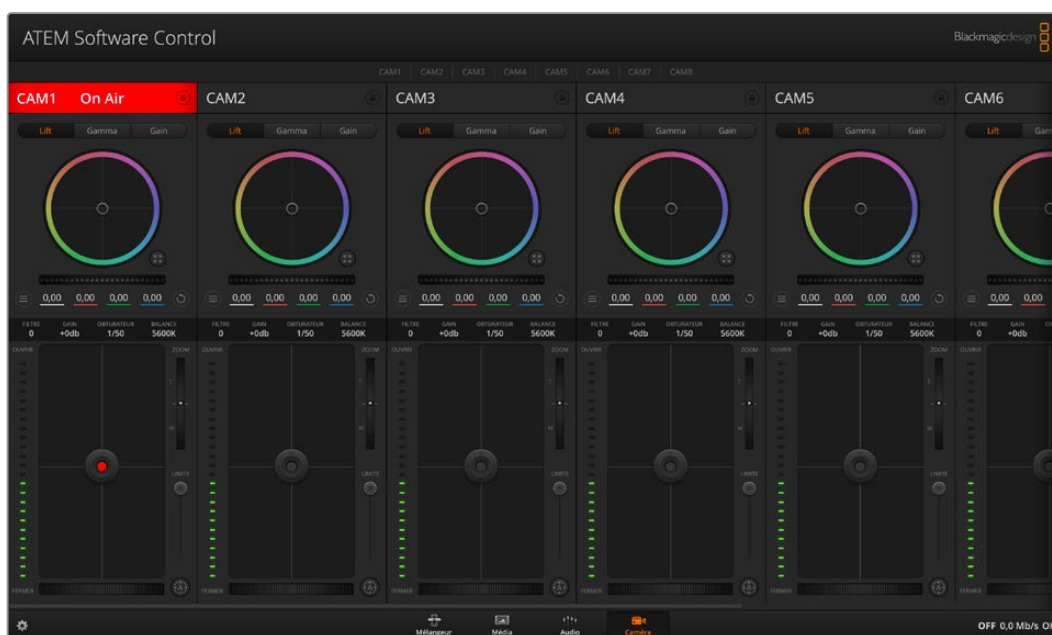 ATEM Software Control Blackmagicdesign
CAM1 CAM2 CAM3 CAM4 CAM5 CAM6 CAM7 CAM8
CAM1 On Air CAM2 CAM3 CAM4 CAM5 CAM6
Lift Gamma Gain Lift Gamma Gain Lift Gamma Gain Lift Gamma Gain Lift Gamma Gain Lift
0,00 0,00 0,00 0,00 0,00 0,00 0,00 0,00 0,00 0,00 0,00 0,00 0,00 0,00 0,00 0,00 0,00 0,00 0,00 0,00 0,00 0,00
FILTRE GAIN OBTURATEUR BALANCE FILTRE GAIN OBTURATEUR BALANCE FILTRE GAIN OBTURATEUR BALANCE FILTRE GAIN OBTURATEUR BALANCE FILTRE GAIN OBTURATEUR BALANCE FILTRE GAIN
0 +0db 1/50 5600K 0 +0db 1/50 5600K 0 +0db 1/50 5600K 0 +0db 1/50 5600K 0 +0db 1/50 5600K 0 +0db
OUVRIR ZOOM OUVRIR ZOOM OUVRIR ZOOM OUVRIR ZOOM OUVRIR ZOOM OUVRIR
T T T T T
W W W W W
LIMITE LIMITE LIMITE LIMITE LIMITE
FERMER FERMER FERMER FERMER FERMER FERMER
Mélangeur Média Audio Caméra OFF 0,0 Mb/s